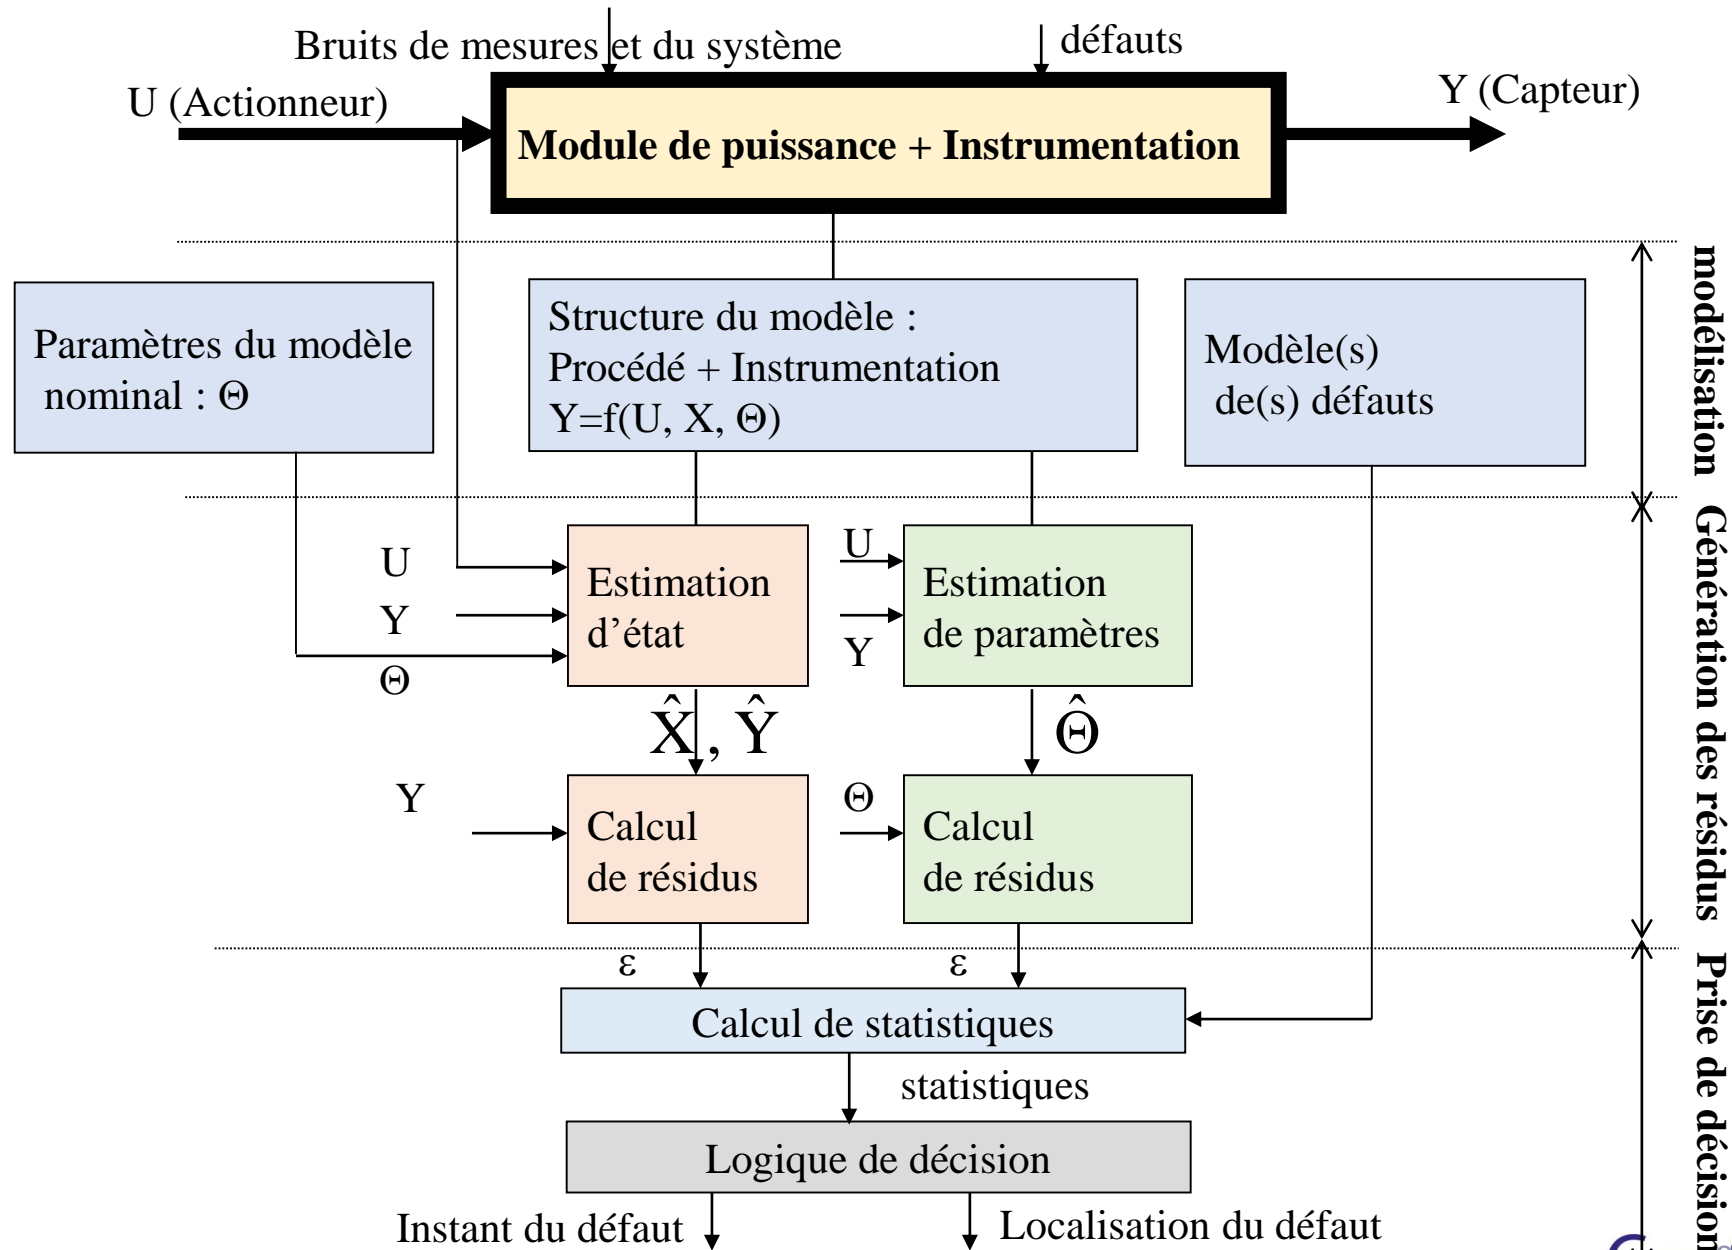 Bruits de mesures et du système
défauts
U (Actionneur)
Y (Capteur)
Module de puissance + Instrumentation
modélisation
Paramètres du modèle
nominal : Θ
Structure du modèle :
Procédé + Instrumentation
Y=f(U, X, Θ)
Modèle(s)
de(s) défauts
Génération des résidus
U
Y
Θ
Estimation
d’état
U
Y
Estimation
de paramètres
X̂ , Ŷ
Θ̂
Y
Calcul
de résidus
Θ
Calcul
de résidus
Prise de décision
ε
ε
Calcul de statistiques
statistiques
Logique de décision
Instant du défaut
Localisation du défaut